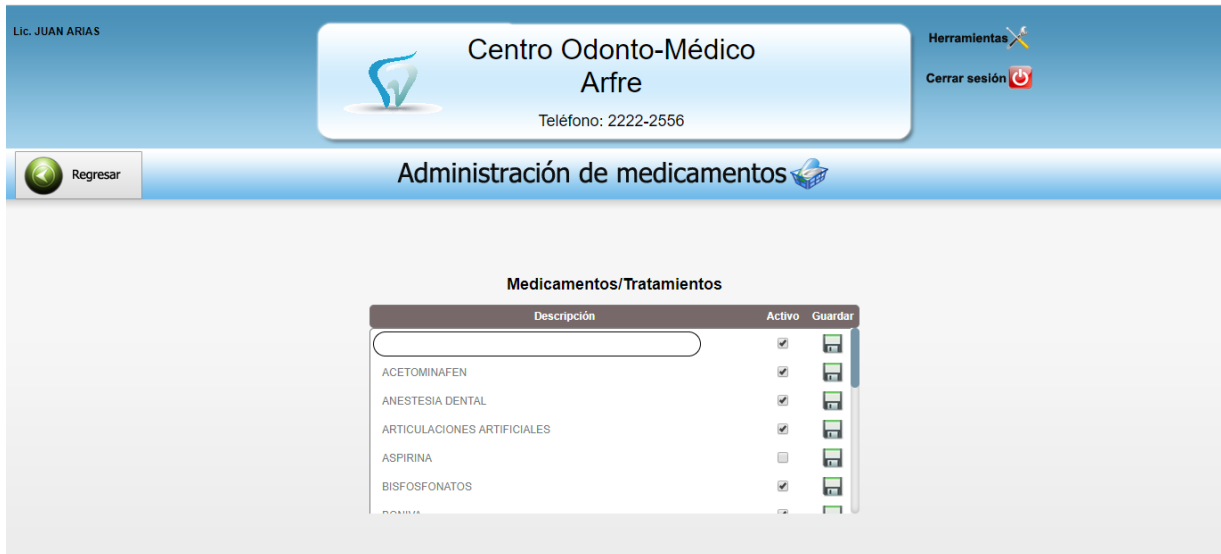 Lic. JUAN ARIAS
Centro Odonto-Médico
Arfre
Teléfono: 2222-2556
Herramientas
Cerrar sesión
Regresar
Administración de medicamentos
Medicamentos/Tratamientos
Descripción Activo Guardar
ACETOMINAFEN
ANESTESIA DENTAL
ARTICULACIONES ARTIFICIALES
ASPIRINA
BISFOSFONATOS